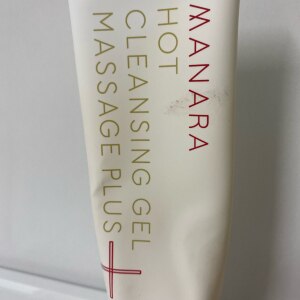 MANARA
HOT
CLEANSING GEL
MASSAGE PLUS